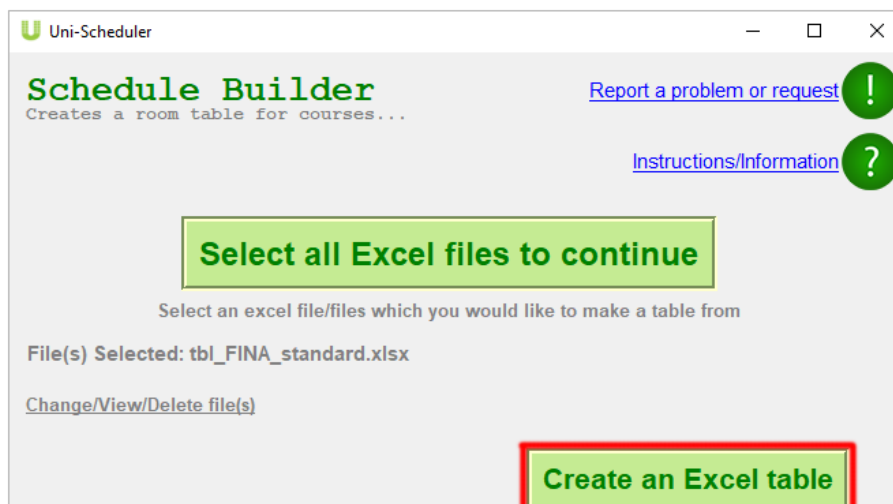 Uni-Scheduler
Schedule Builder
Creates a room table for courses...
Report a problem or request
!
Instructions/Information
?
Select all Excel files to continue
Select an excel file/files which you would like to make a table from
File(s) Selected: tbl_FINA_standard.xlsx
Change/View/Delete file(s)
Create an Excel table